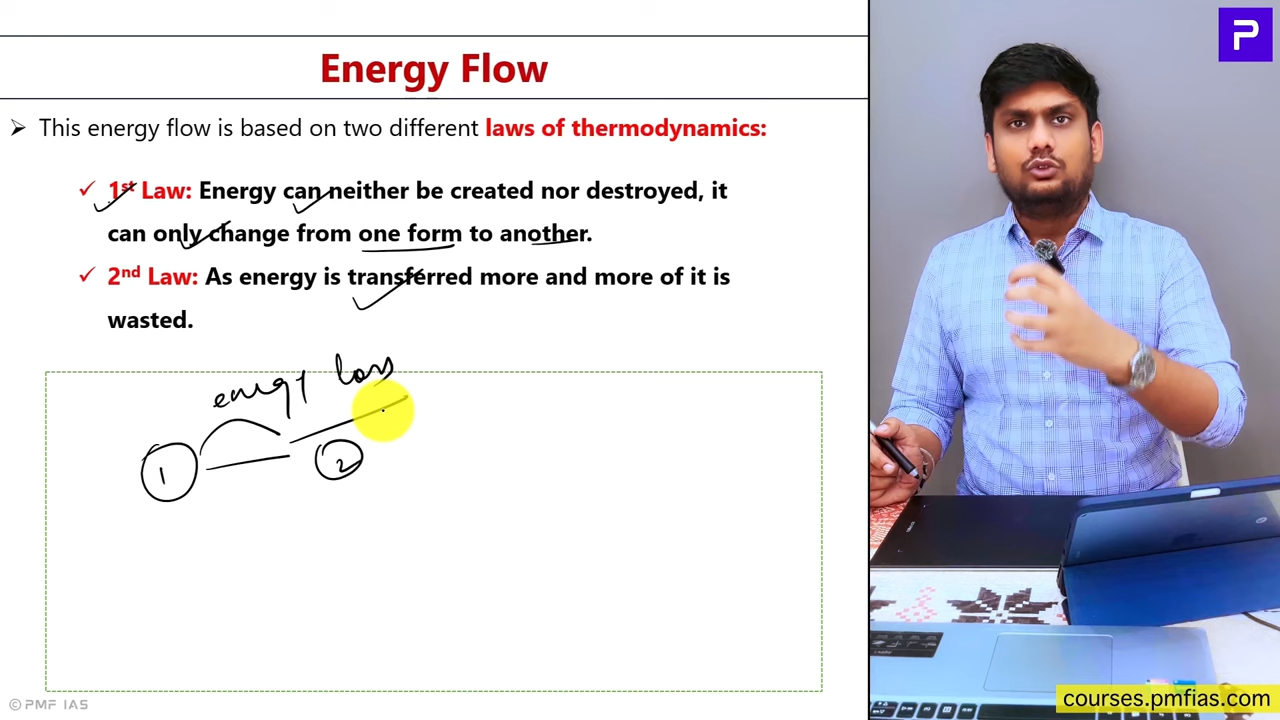 P
Energy Flow
➢ This energy flow is based on two different laws of thermodynamics:
✓ 1st Law: Energy can neither be created nor destroyed, it
can only change from one form to another.
✓ 2nd Law: As energy is transferred more and more of it is
wasted.
energy loss
1
2
© PMF IAS
courses.pmfias.com